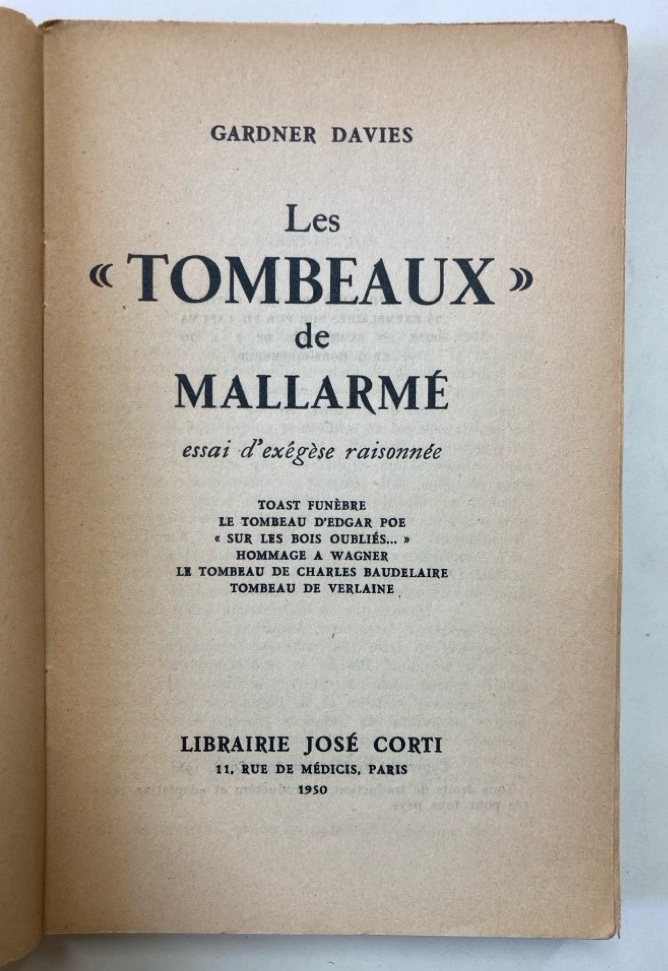 GARDNER DAVIES
Les
« TOMBEAUX »
de
MALLARMÉ
essai d'exégèse raisonnée
TOAST FUNÈBRE
LE TOMBEAU D'EDGAR POE
« SUR LES BOIS OUBLIÉS... »
HOMMAGE A WAGNER
LE TOMBEAU DE CHARLES BAUDELAIRE
TOMBEAU DE VERLAINE
LIBRAIRIE JOSÉ CORTI
11, RUE DE MÉDICIS, PARIS
1950